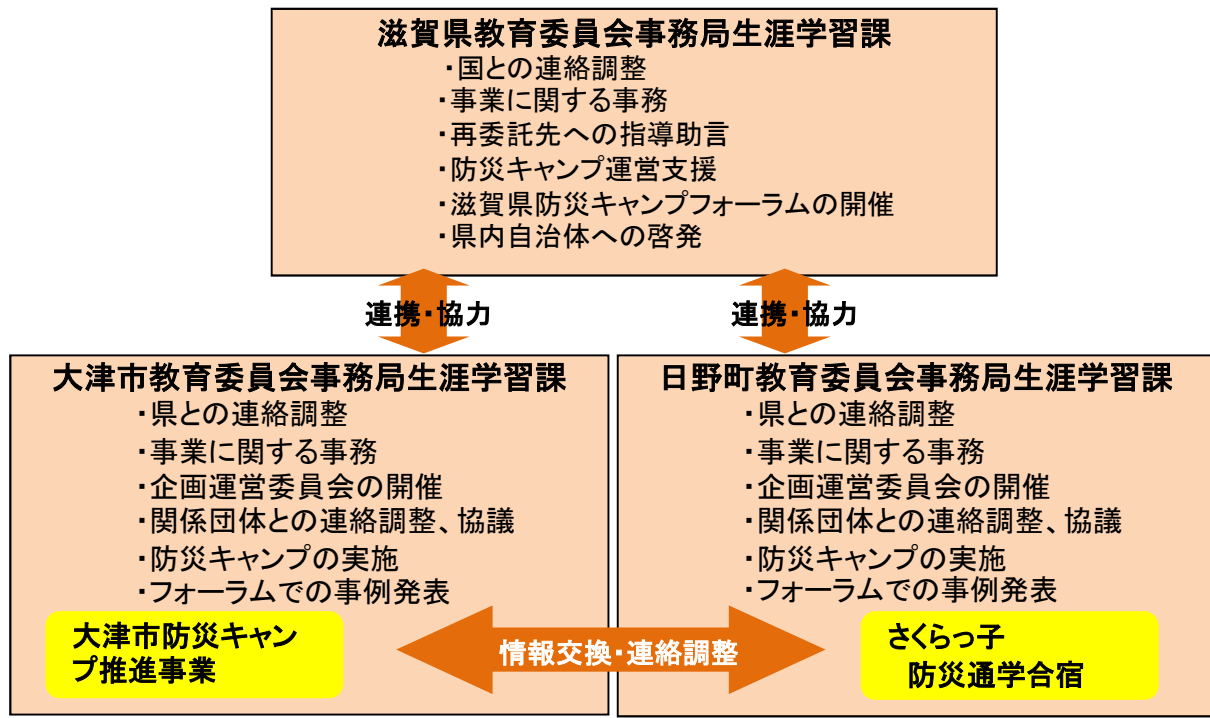 滋賀県教育委員会事務局生涯学習課
・国との連絡調整
・事業に関する事務
・再委託先への指導助言
・防災キャンプ運営支援
・滋賀県防災キャンプフォーラムの開催
・県内自治体への啓発
連携・協力
連携・協力
大津市教育委員会事務局生涯学習課
・県との連絡調整
・事業に関する事務
・企画運営委員会の開催
・関係団体との連絡調整、協議
・防災キャンプの実施
・フォーラムでの事例発表
大津市防災キャン
プ推進事業
情報交換・連絡調整
日野町教育委員会事務局生涯学習課
・県との連絡調整
・事業に関する事務
・企画運営委員会の開催
・関係団体との連絡調整、協議
・防災キャンプの実施
・フォーラムでの事例発表
さくらっ子
防災通学合宿